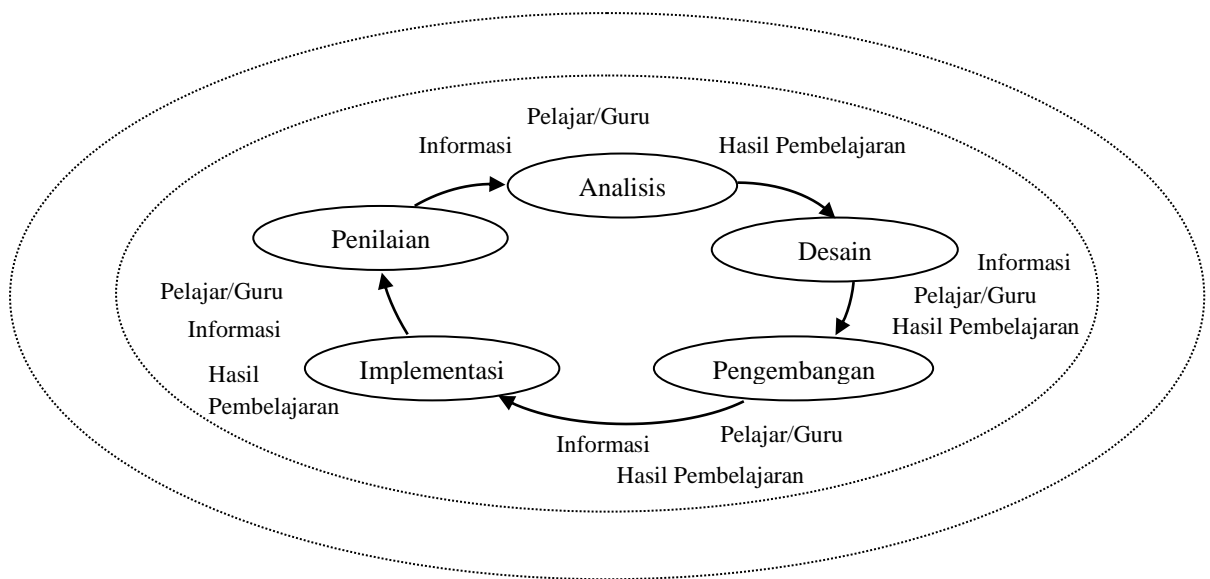 Pelajar/Guru
Informasi
Hasil Pembelajaran
Analisis
Penilaian
Desain
Informasi
Pelajar/Guru
Pelajar/Guru
Informasi
Hasil Pembelajaran
Implementasi
Pengembangan
Hasil
Pembelajaran
Informasi
Pelajar/Guru
Hasil Pembelajaran